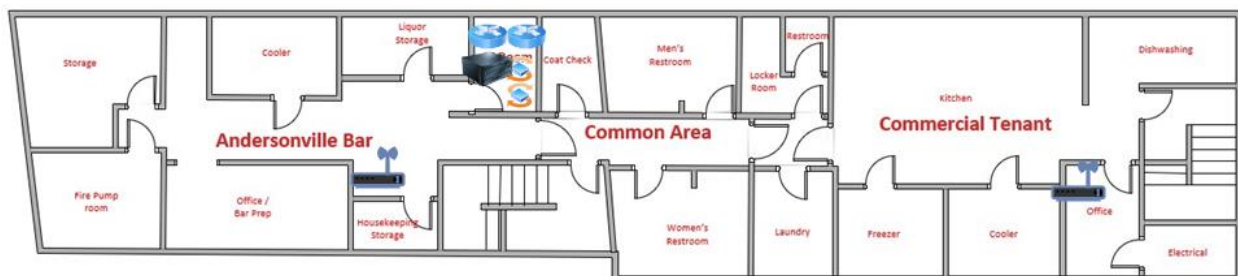 Storage
Cooler
Liquor
Storage
Room
Coat Check
Men's
Restroom
Locker
Room
Restroom
Kitchen
Dishwashing
Andersonville Bar
Common Area
Commercial Tenant
Fire Pump
room
Office /
Bar Prep
Housekeeping
Storage
Women's
Restroom
Laundry
Freezer
Cooler
Office
Electrical